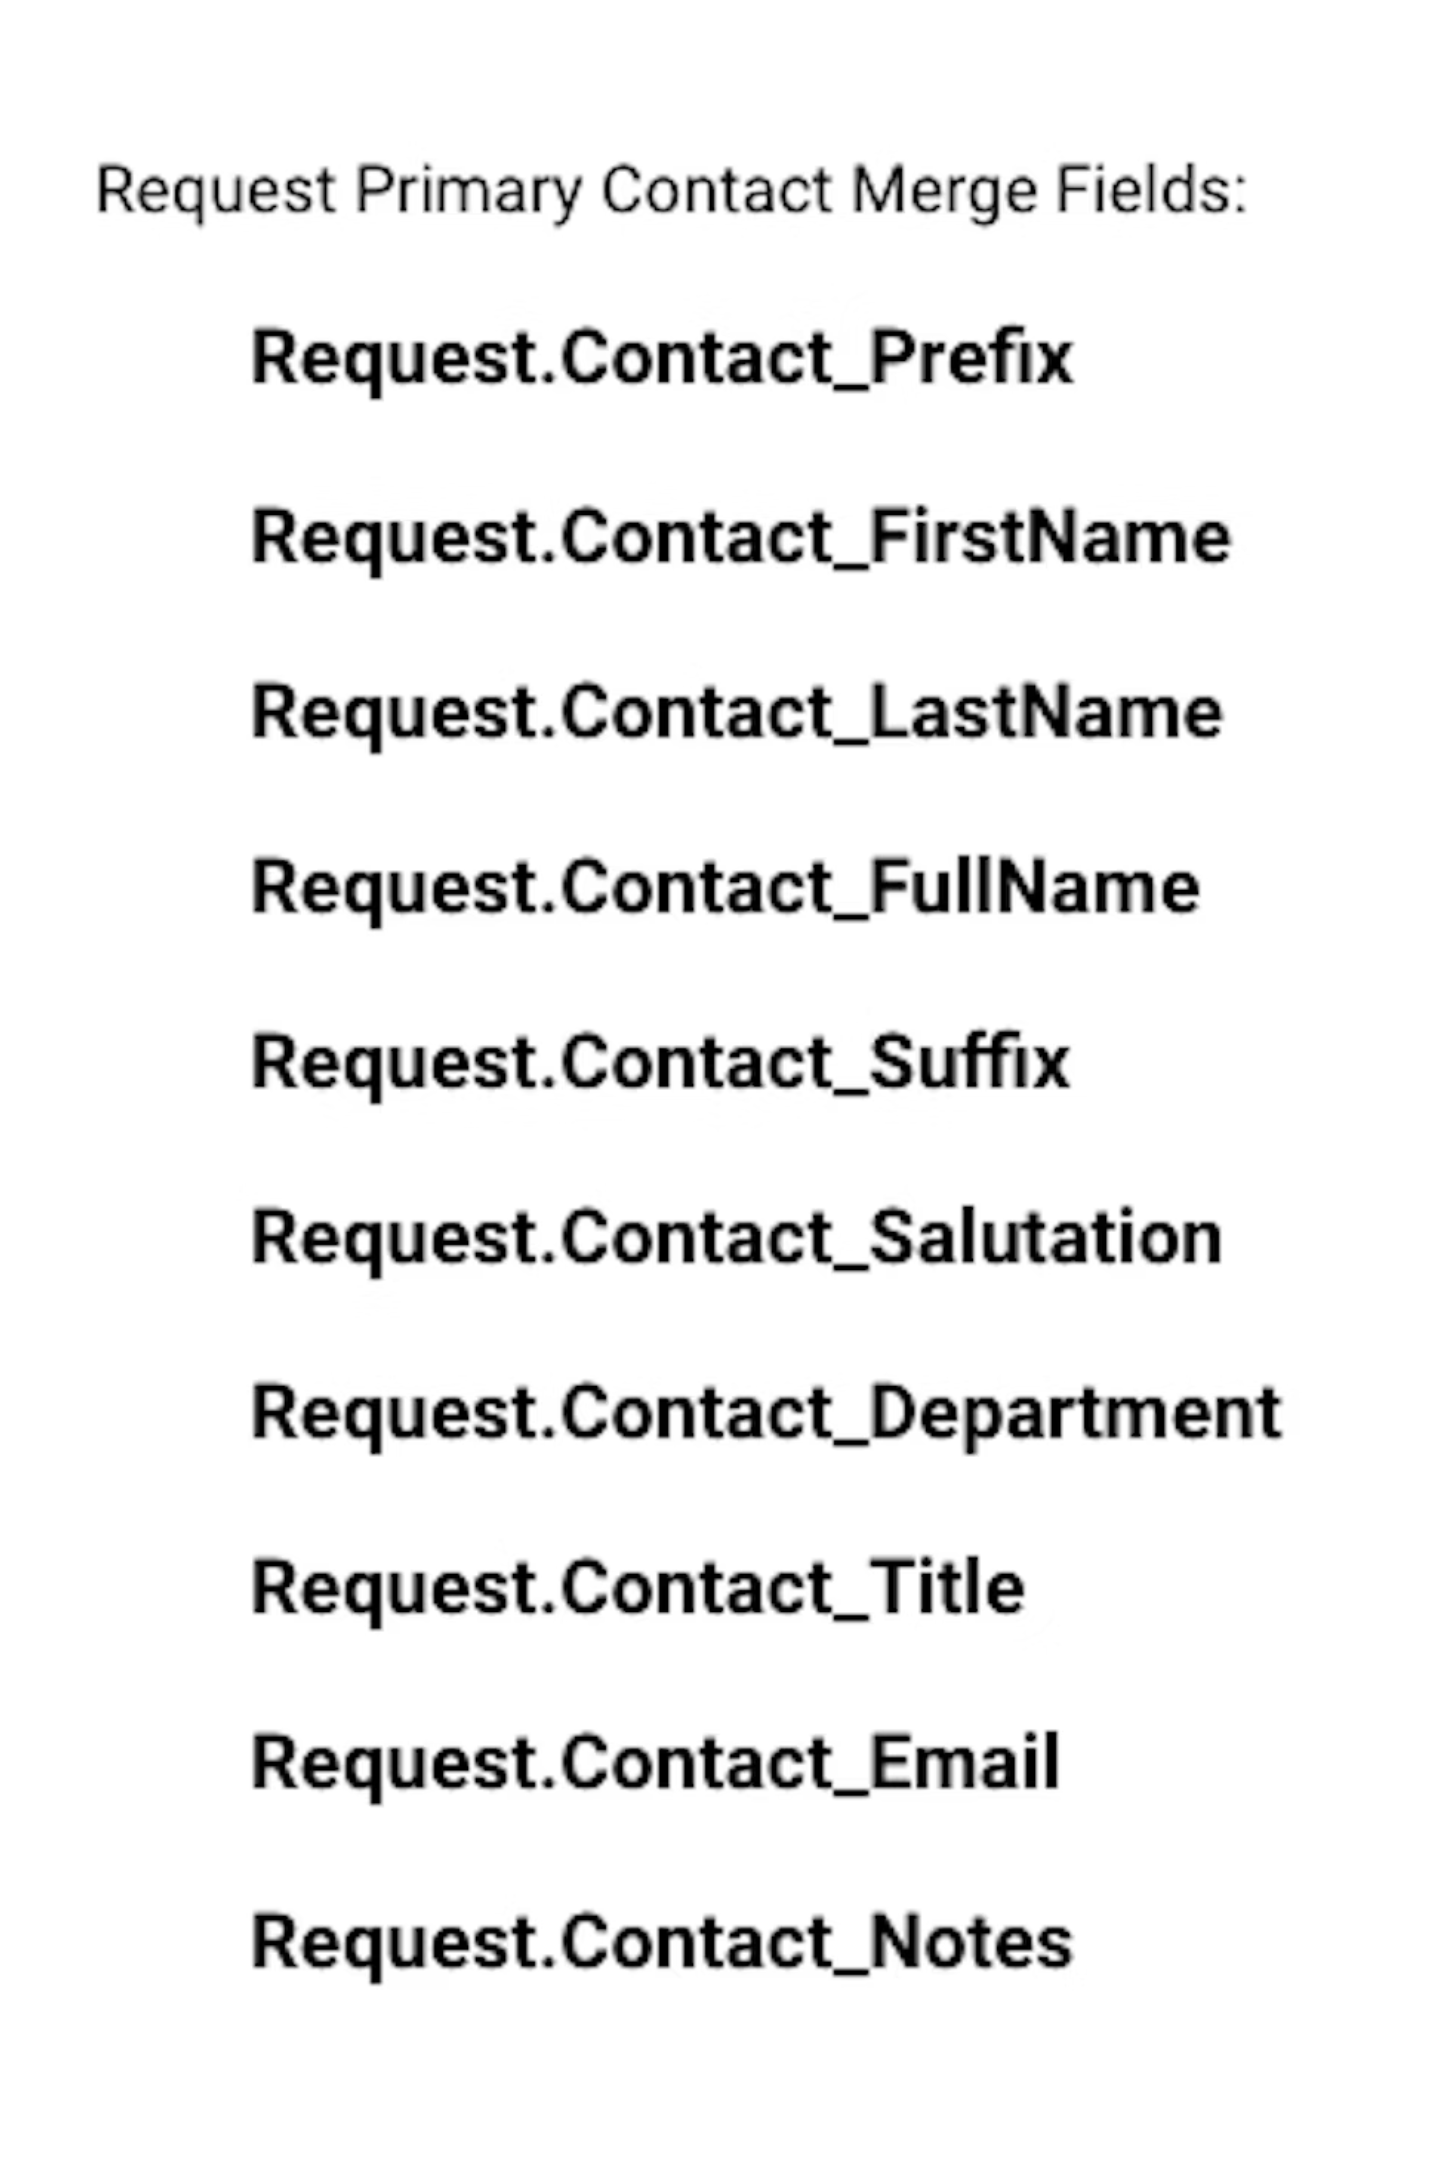 Request Primary Contact Merge Fields:
Request.Contact_Prefix
Request.Contact_FirstName
Request.Contact_LastName
Request.Contact_FullName
Request.Contact_Suffix
Request.Contact_Salutation
Request.Contact_Department
Request.Contact_Title
Request.Contact_Email
Request.Contact_Notes